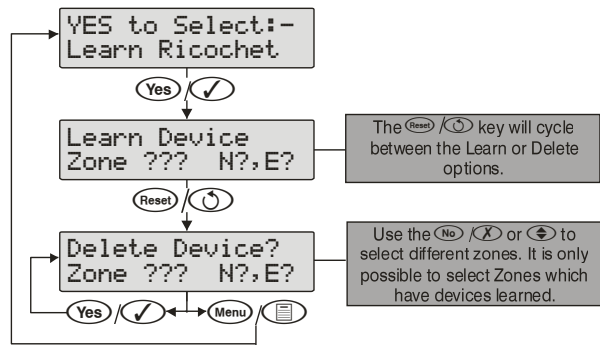 YES to Select:-
Learn Ricochet
Yes /
Learn Device
Zone ??? N?,E?
The Reset / key will cycle
between the Learn or Delete
options.
Reset /
Delete Device?
Zone ??? N?,E?
Use the No / or to
select different zones. It is only
possible to select Zones which
have devices learned.
Yes / Menu /